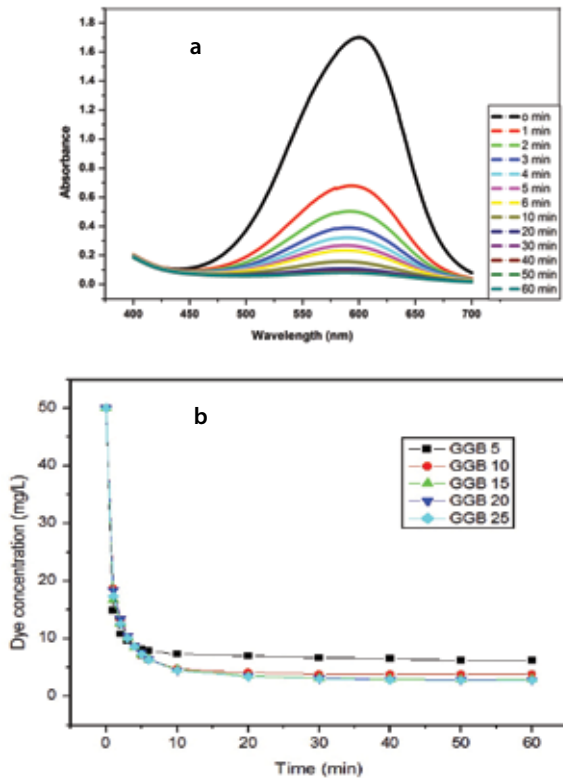 a
1.8
1.6
1.4
1.2
1.0
0.8
0.6
0.4
0.2
0.0
Absorbance
400 450 500 550 600 650 700
Wavelength (nm)
o min
1 min
2 min
3 min
4 min
5 min
6 min
10 min
20 min
30 min
40 min
50 min
60 min
b
50
40
30
20
10
0
Dye concentration (mg/L)
GGB 5
GGB 10
GGB 15
GGB 20
GGB 25
0 10 20 30 40 50 60
Time (min)